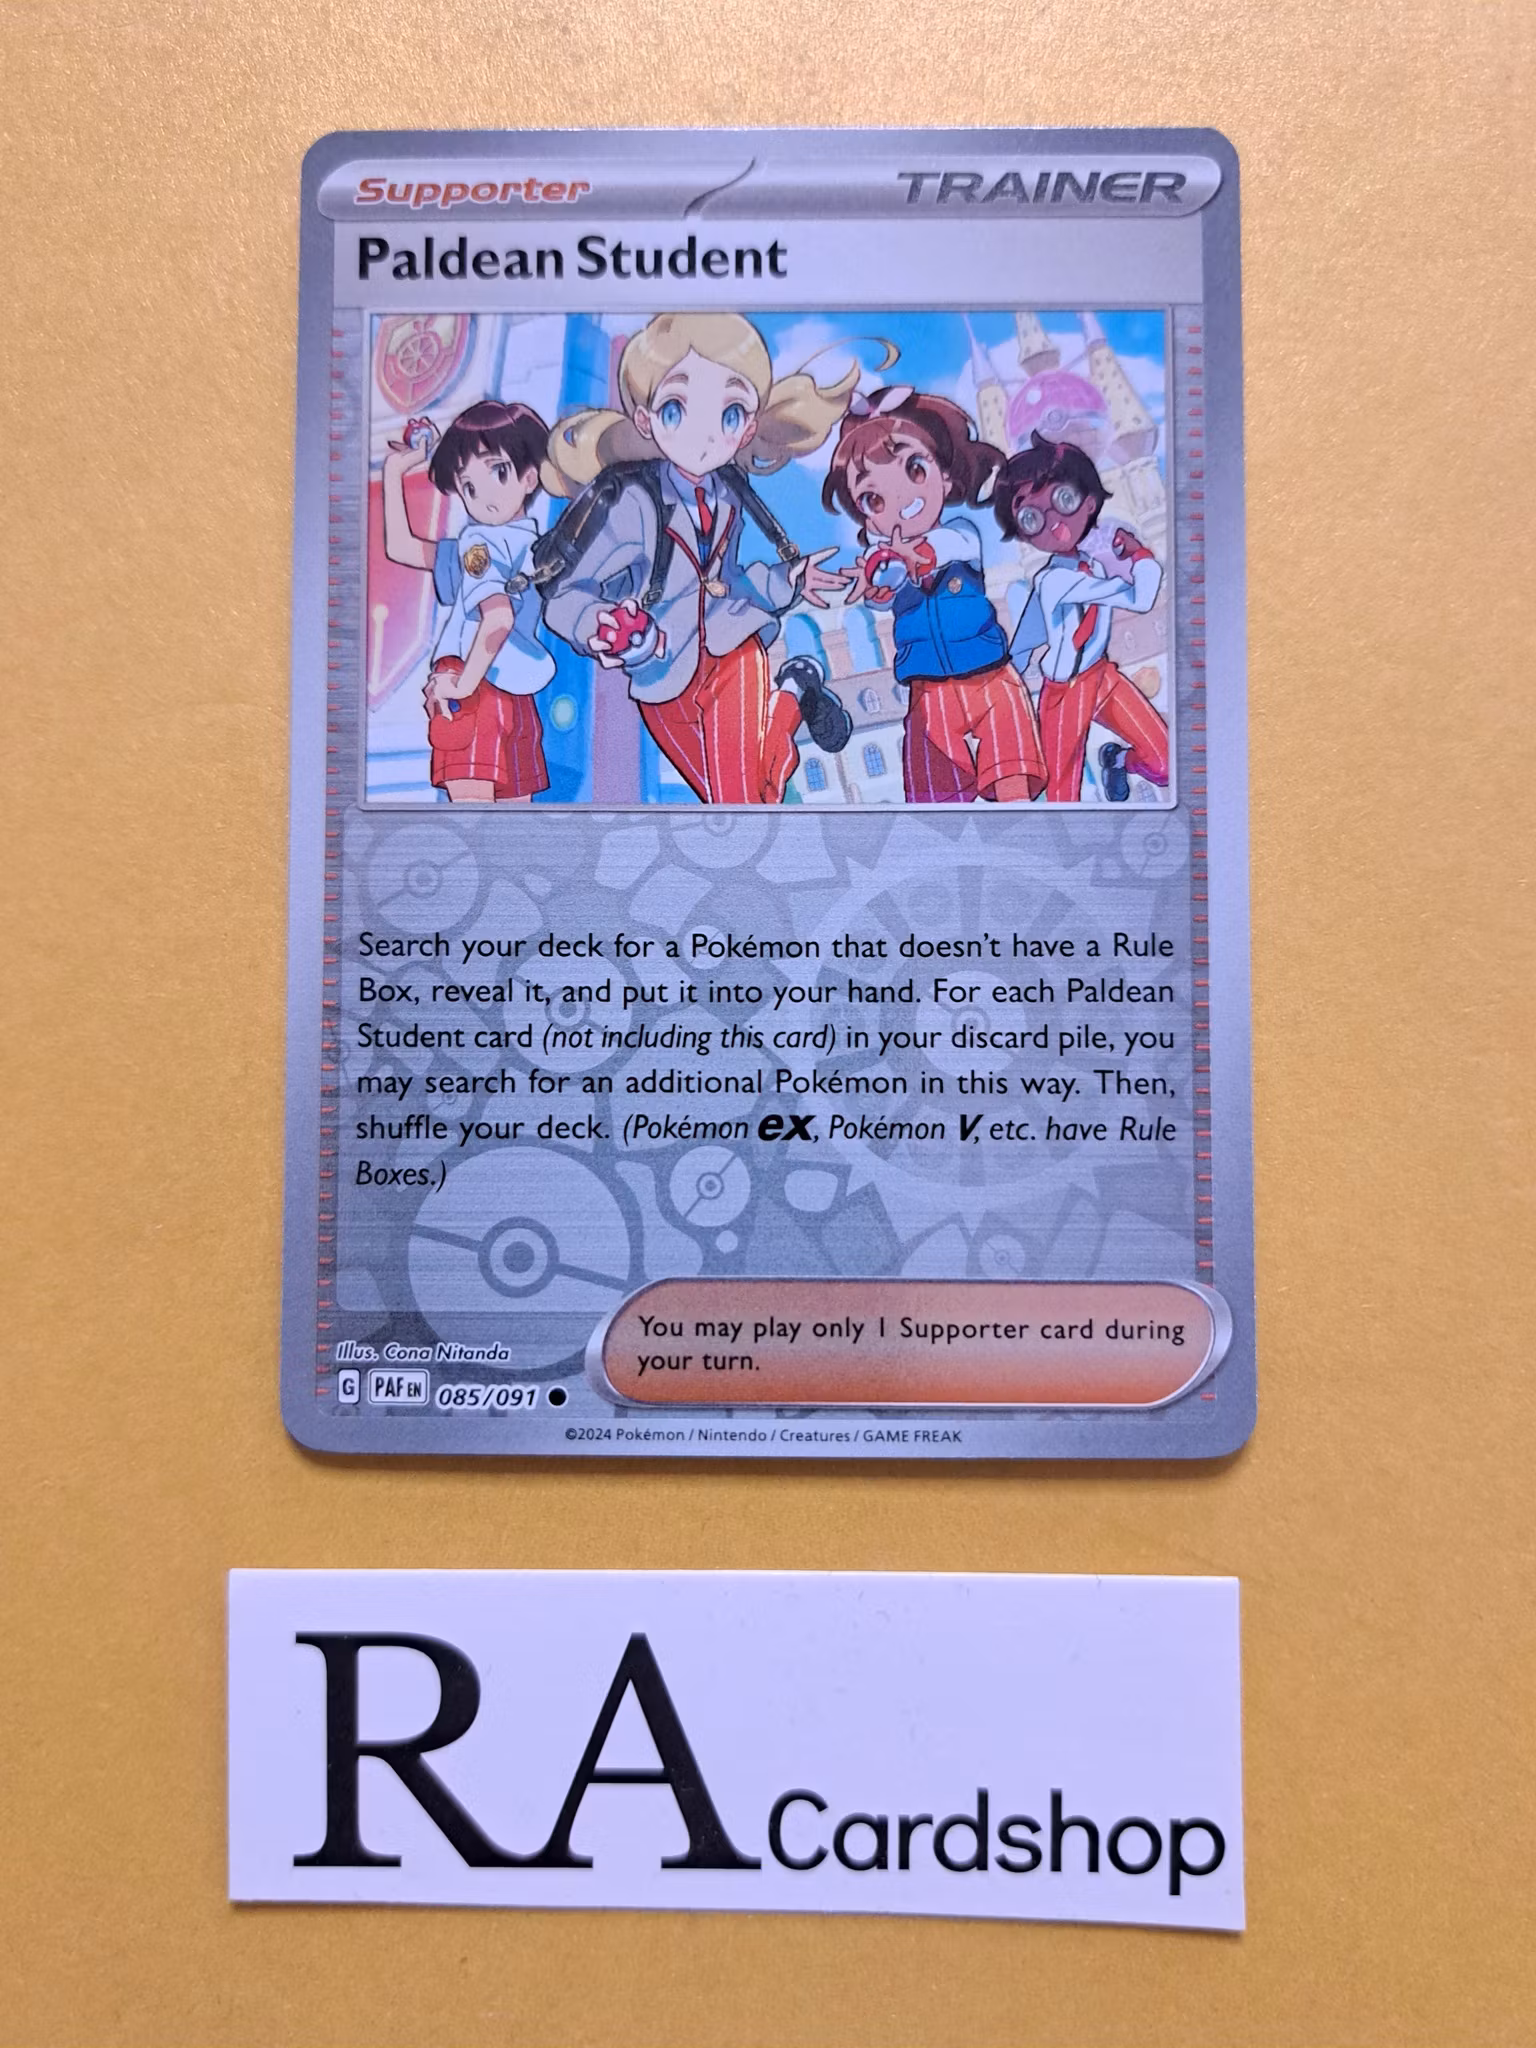 Supporter TRAINER
Paldean Student
Search your deck for a Pokémon that doesn't have a Rule
Box, reveal it, and put it into your hand. For each Paldean
Student card (not including this card) in your discard pile, you
may search for an additional Pokémon in this way. Then,
shuffle your deck. (Pokémon ex, Pokémon V, etc. have Rule
Boxes.)
You may play only 1 Supporter card during
your turn.
Illus. Cona Nitanda
G PAF EN 085/091
©2024 Pokémon / Nintendo / Creatures / GAME FREAK
RA Cardshop